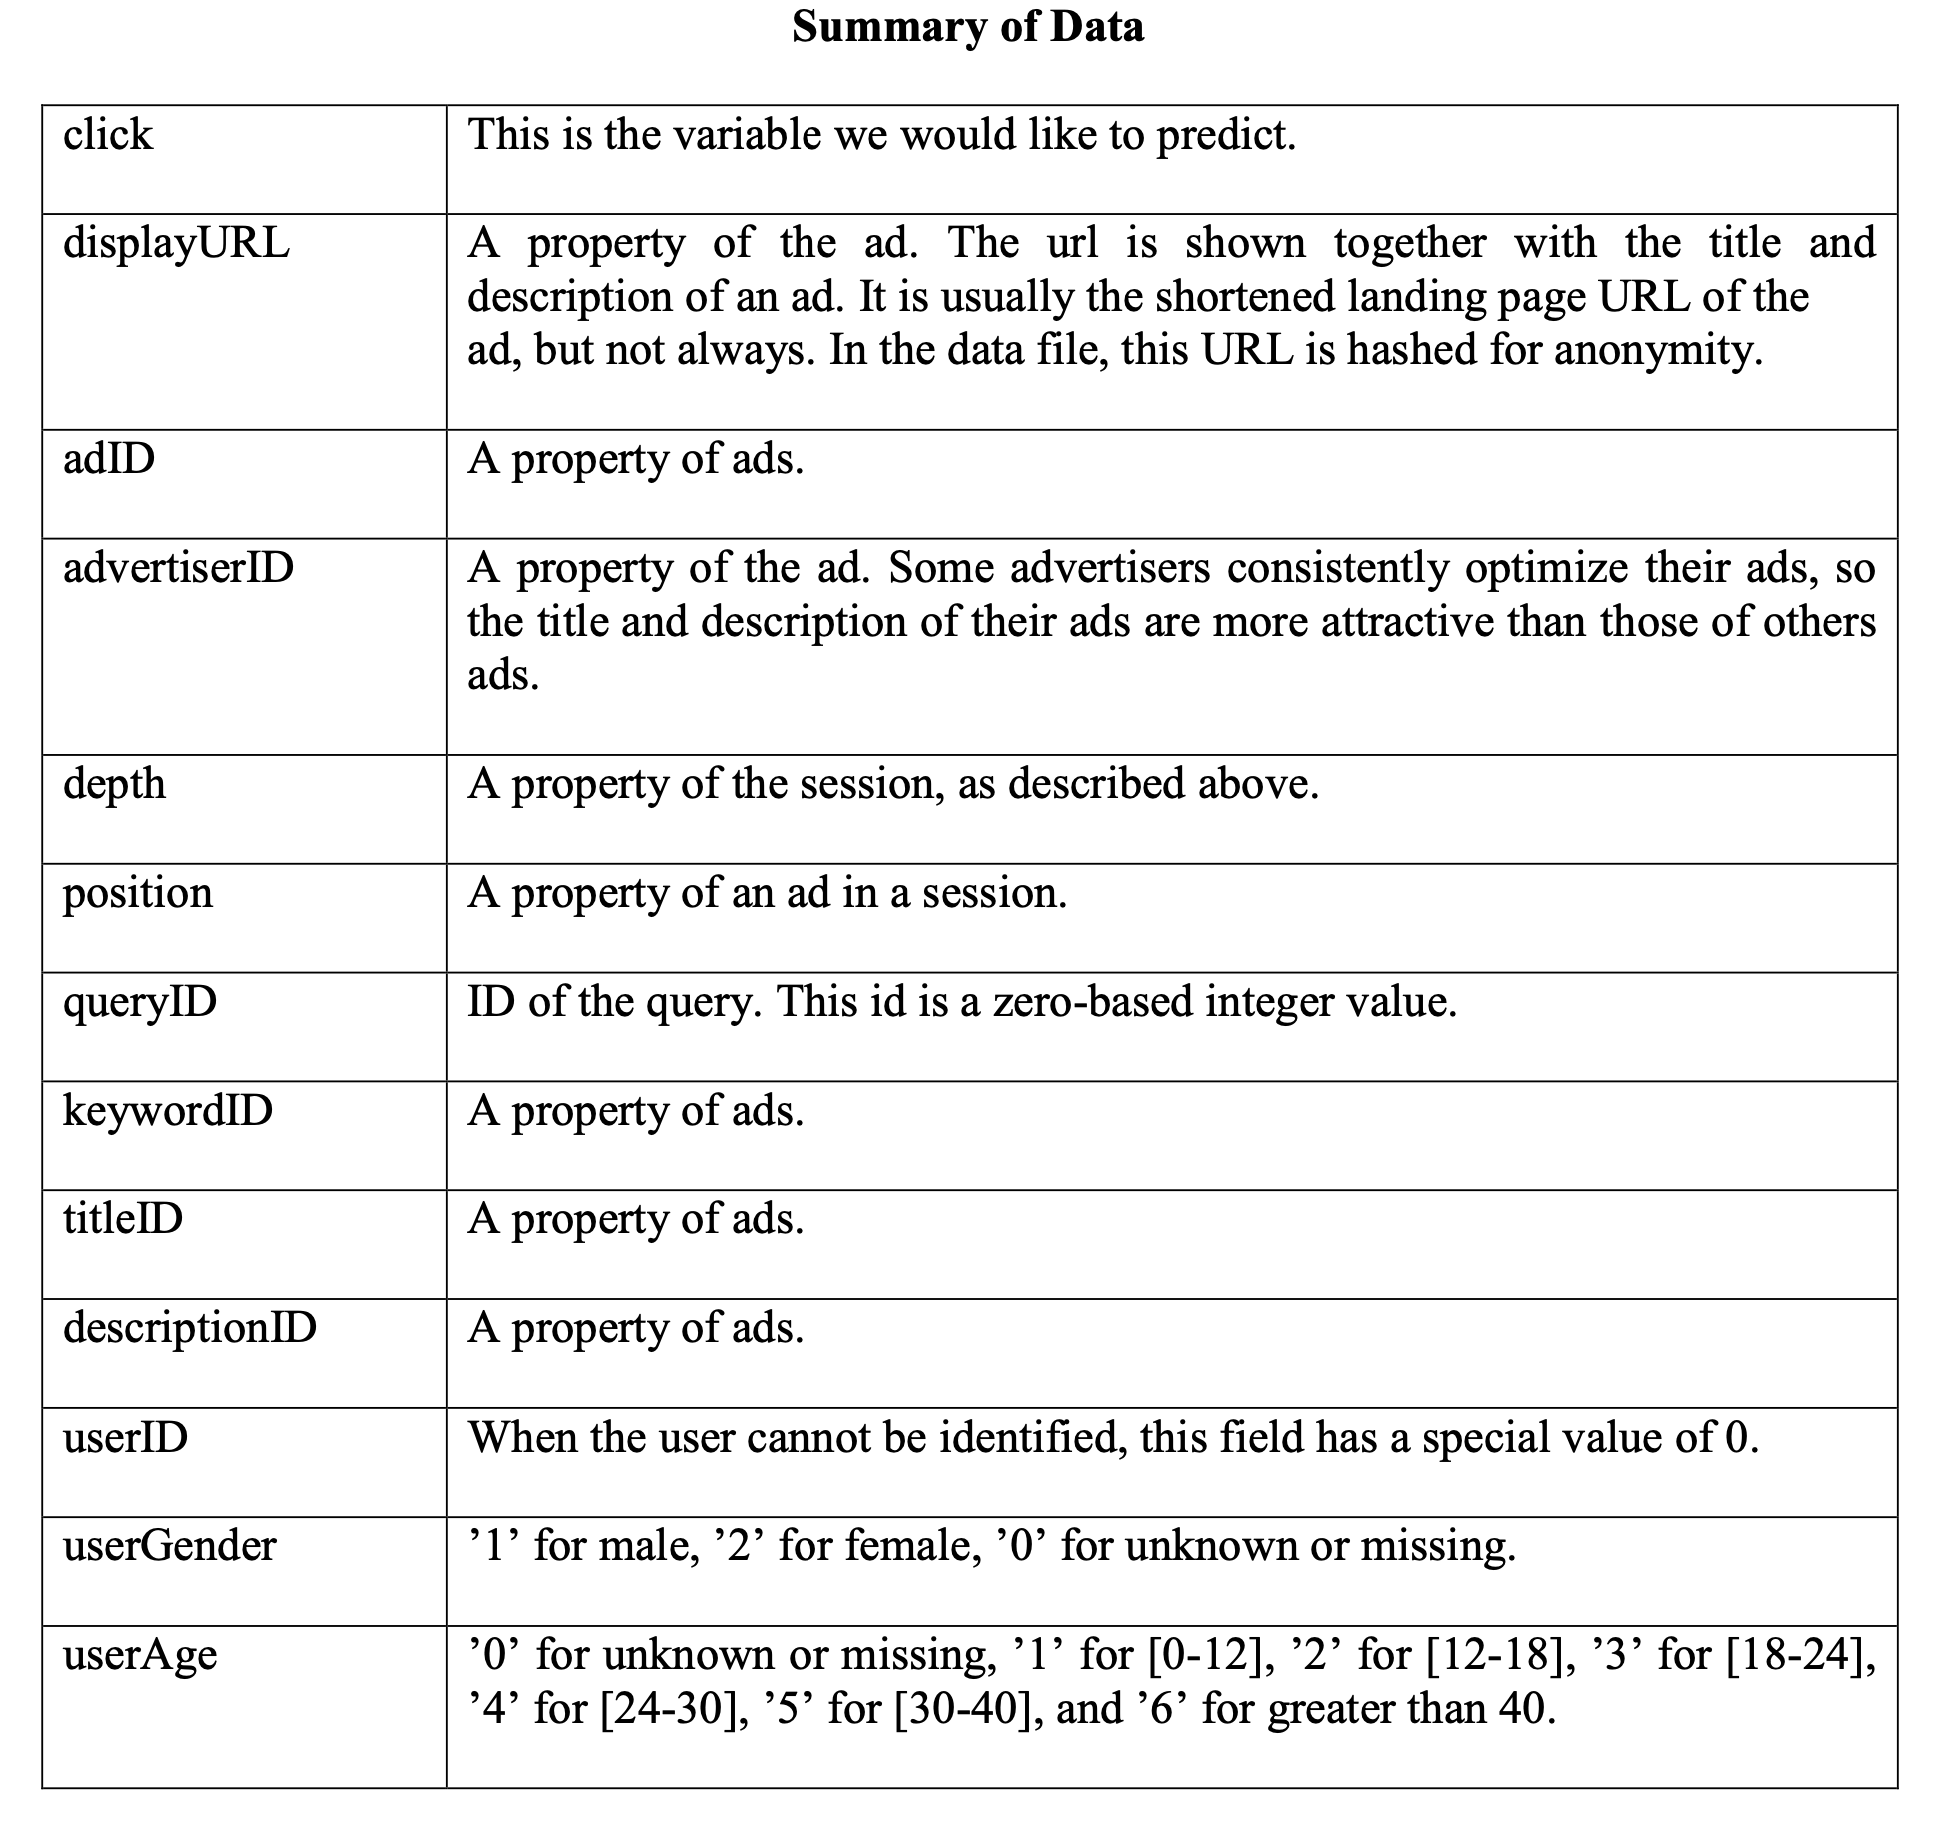 Summary of Data
click
This is the variable we would like to predict.
displayURL
A property of the ad. The url is shown together with the title and
description of an ad. It is usually the shortened landing page URL of the
ad, but not always. In the data file, this URL is hashed for anonymity.
adID
A property of ads.
advertiserID
A property of the ad. Some advertisers consistently optimize their ads, so
the title and description of their ads are more attractive than those of others
ads.
depth
A property of the session, as described above.
position
A property of an ad in a session.
queryID
ID of the query. This id is a zero-based integer value.
keywordID
A property of ads.
titleID
A property of ads.
descriptionID
A property of ads.
userID
When the user cannot be identified, this field has a special value of 0.
userGender
’1’ for male, ’2’ for female, ’0’ for unknown or missing.
userAge
’0’ for unknown or missing, ’1’ for [0-12], ’2’ for [12-18], ’3’ for [18-24],
’4’ for [24-30], ’5’ for [30-40], and ’6’ for greater than 40.